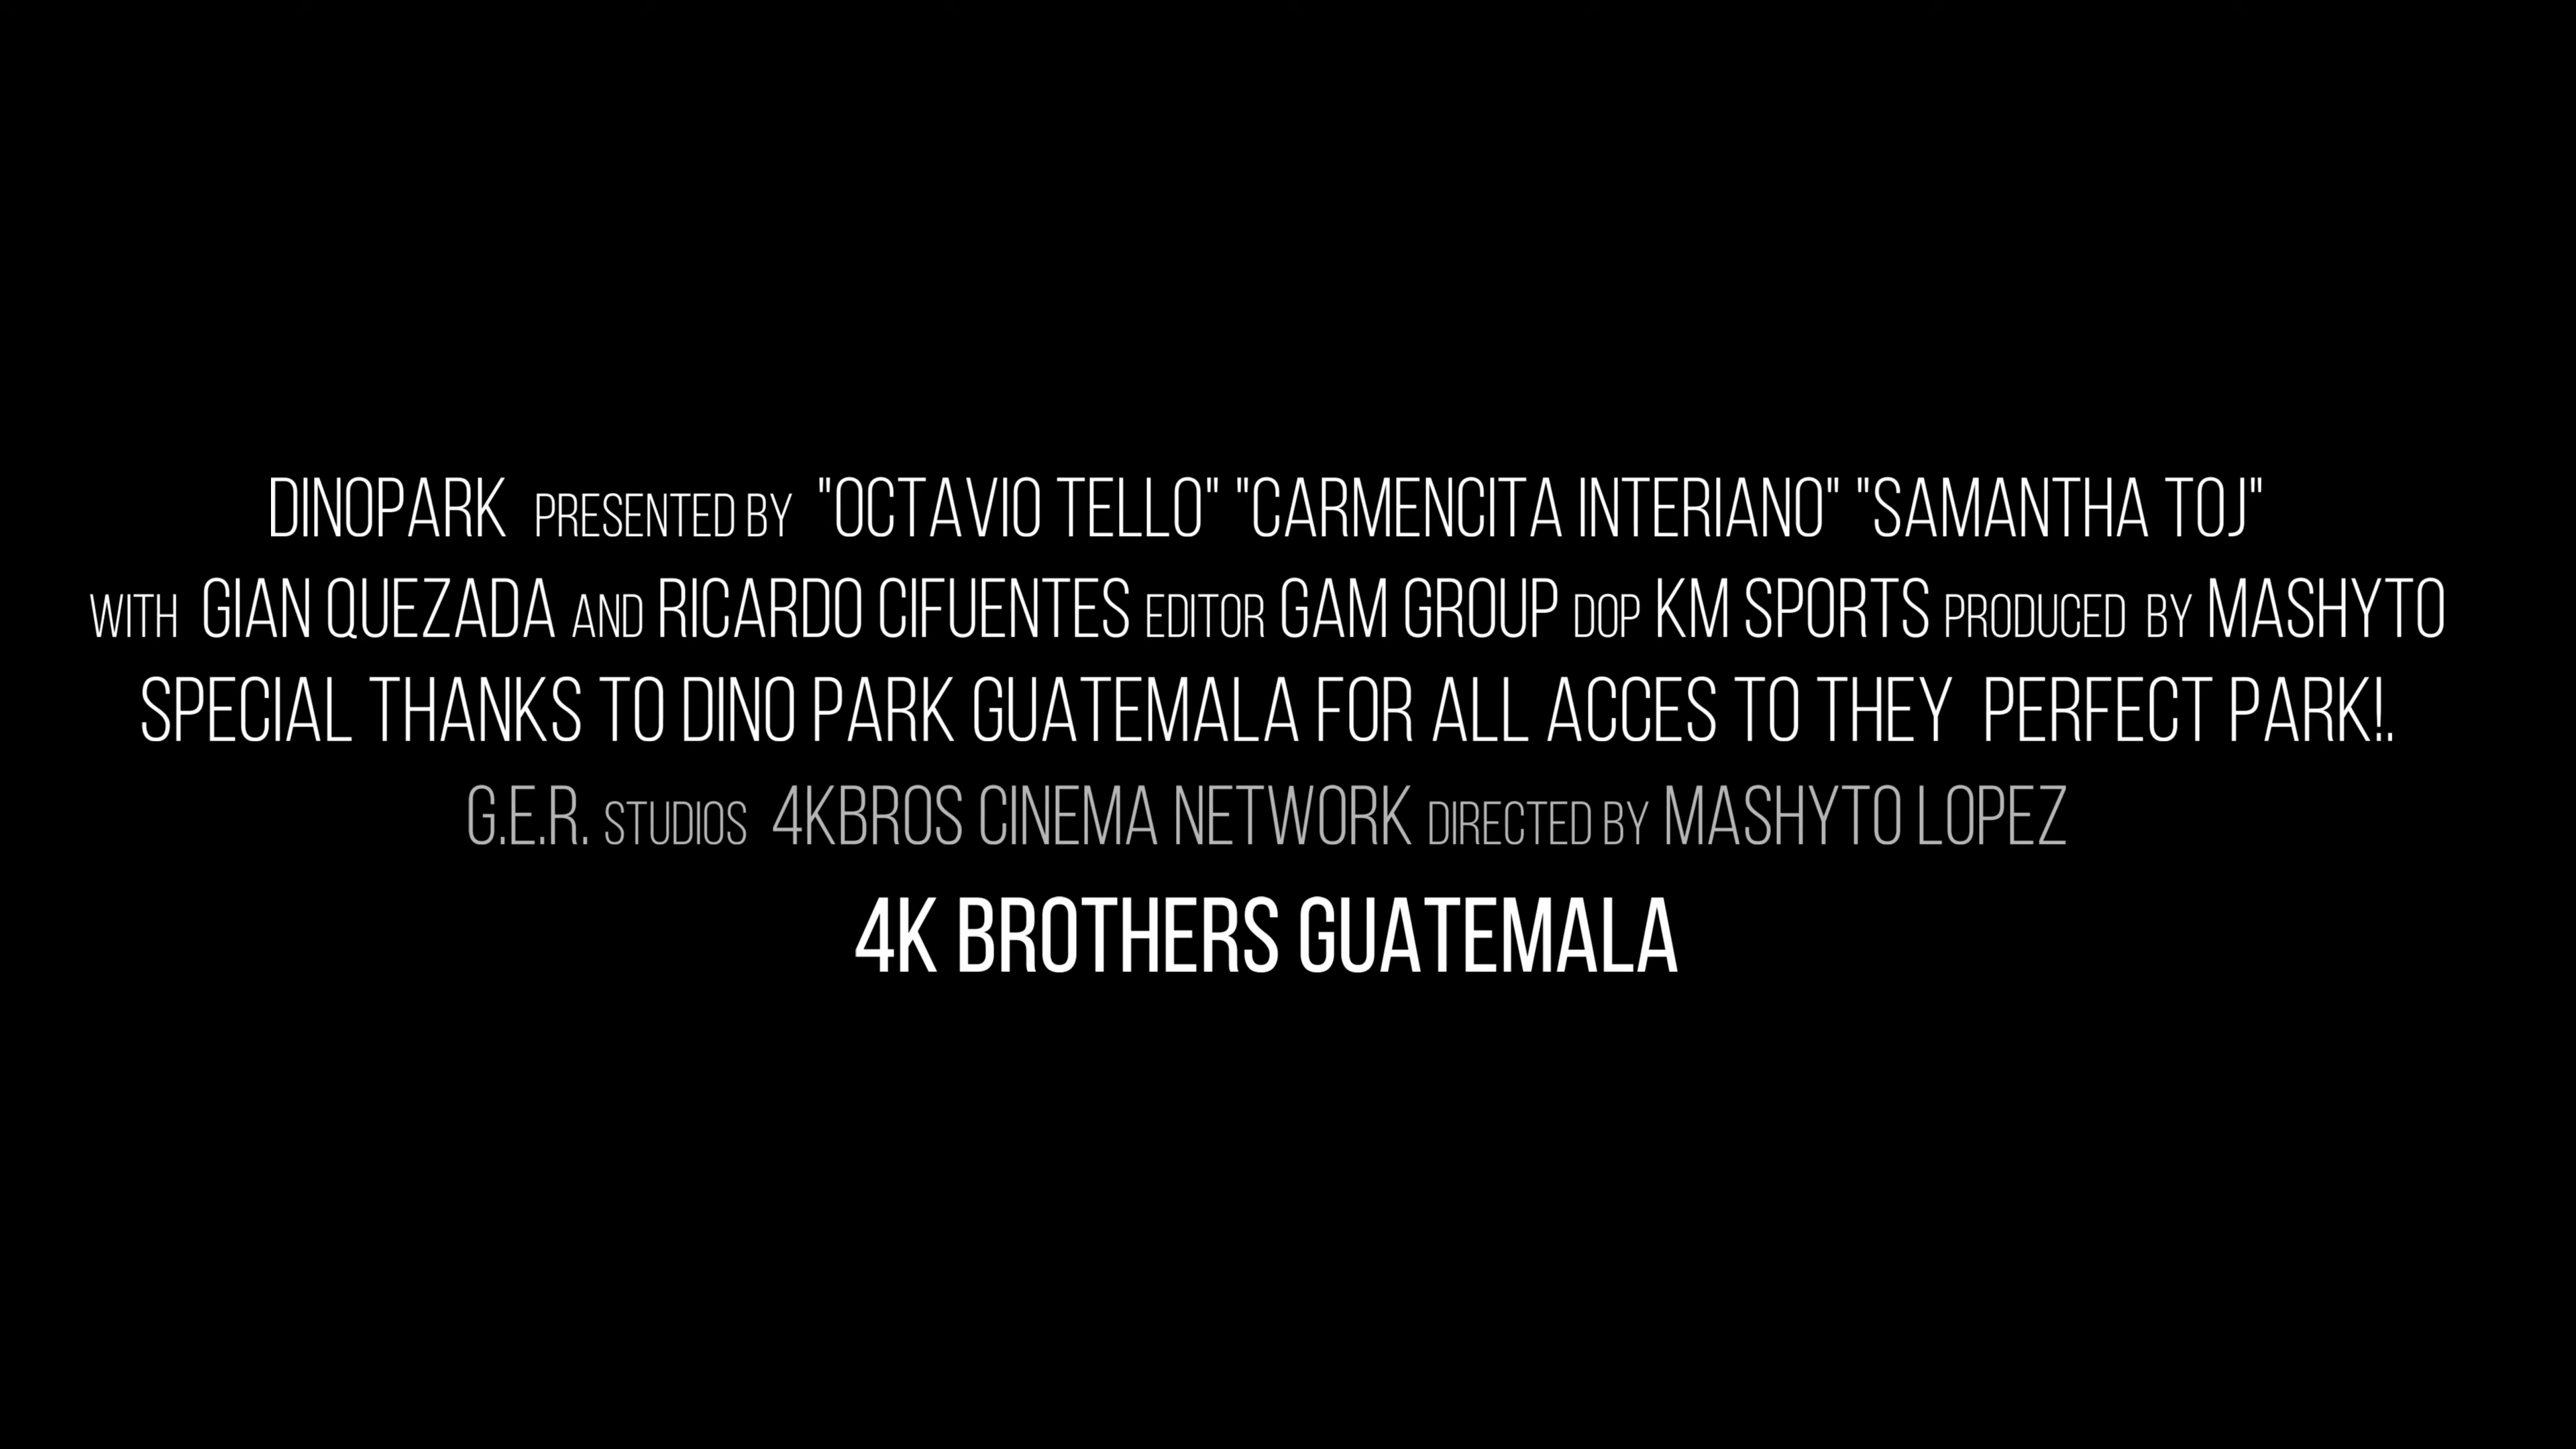 DINOPARK PRESENTED BY "OCTAVIO TELLO" "CARMENCITA INTERIANO" "SAMANTHA TOJ"
WITH GIAN QUEZADA AND RICARDO CIFUENTES EDITOR GAM GROUP DOP KM SPORTS PRODUCED BY MASHYTO
SPECIAL THANKS TO DINO PARK GUATEMALA FOR ALL ACCES TO THEY PERFECT PARK!.
G.E.R. STUDIOS 4KBROS CINEMA NETWORK DIRECTED BY MASHYTO LOPEZ
4K BROTHERS GUATEMALA